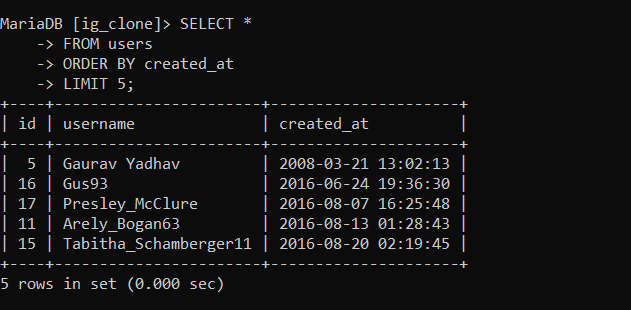 MariaDB [ig_clone]> SELECT *
    -> FROM users
    -> ORDER BY created_at
    -> LIMIT 5;
+----+-----------------------+---------------------+
| id | username              | created_at          |
+----+-----------------------+---------------------+
|  5 | Gaurav Yadhav         | 2008-03-21 13:02:13 |
| 16 | Gus93                 | 2016-06-24 19:36:30 |
| 17 | Presley_McClure       | 2016-08-07 16:25:48 |
| 11 | Arely_Bogan63         | 2016-08-13 01:28:43 |
| 15 | Tabitha_Schamberger11 | 2016-08-20 02:19:45 |
+----+-----------------------+---------------------+
5 rows in set (0.000 sec)